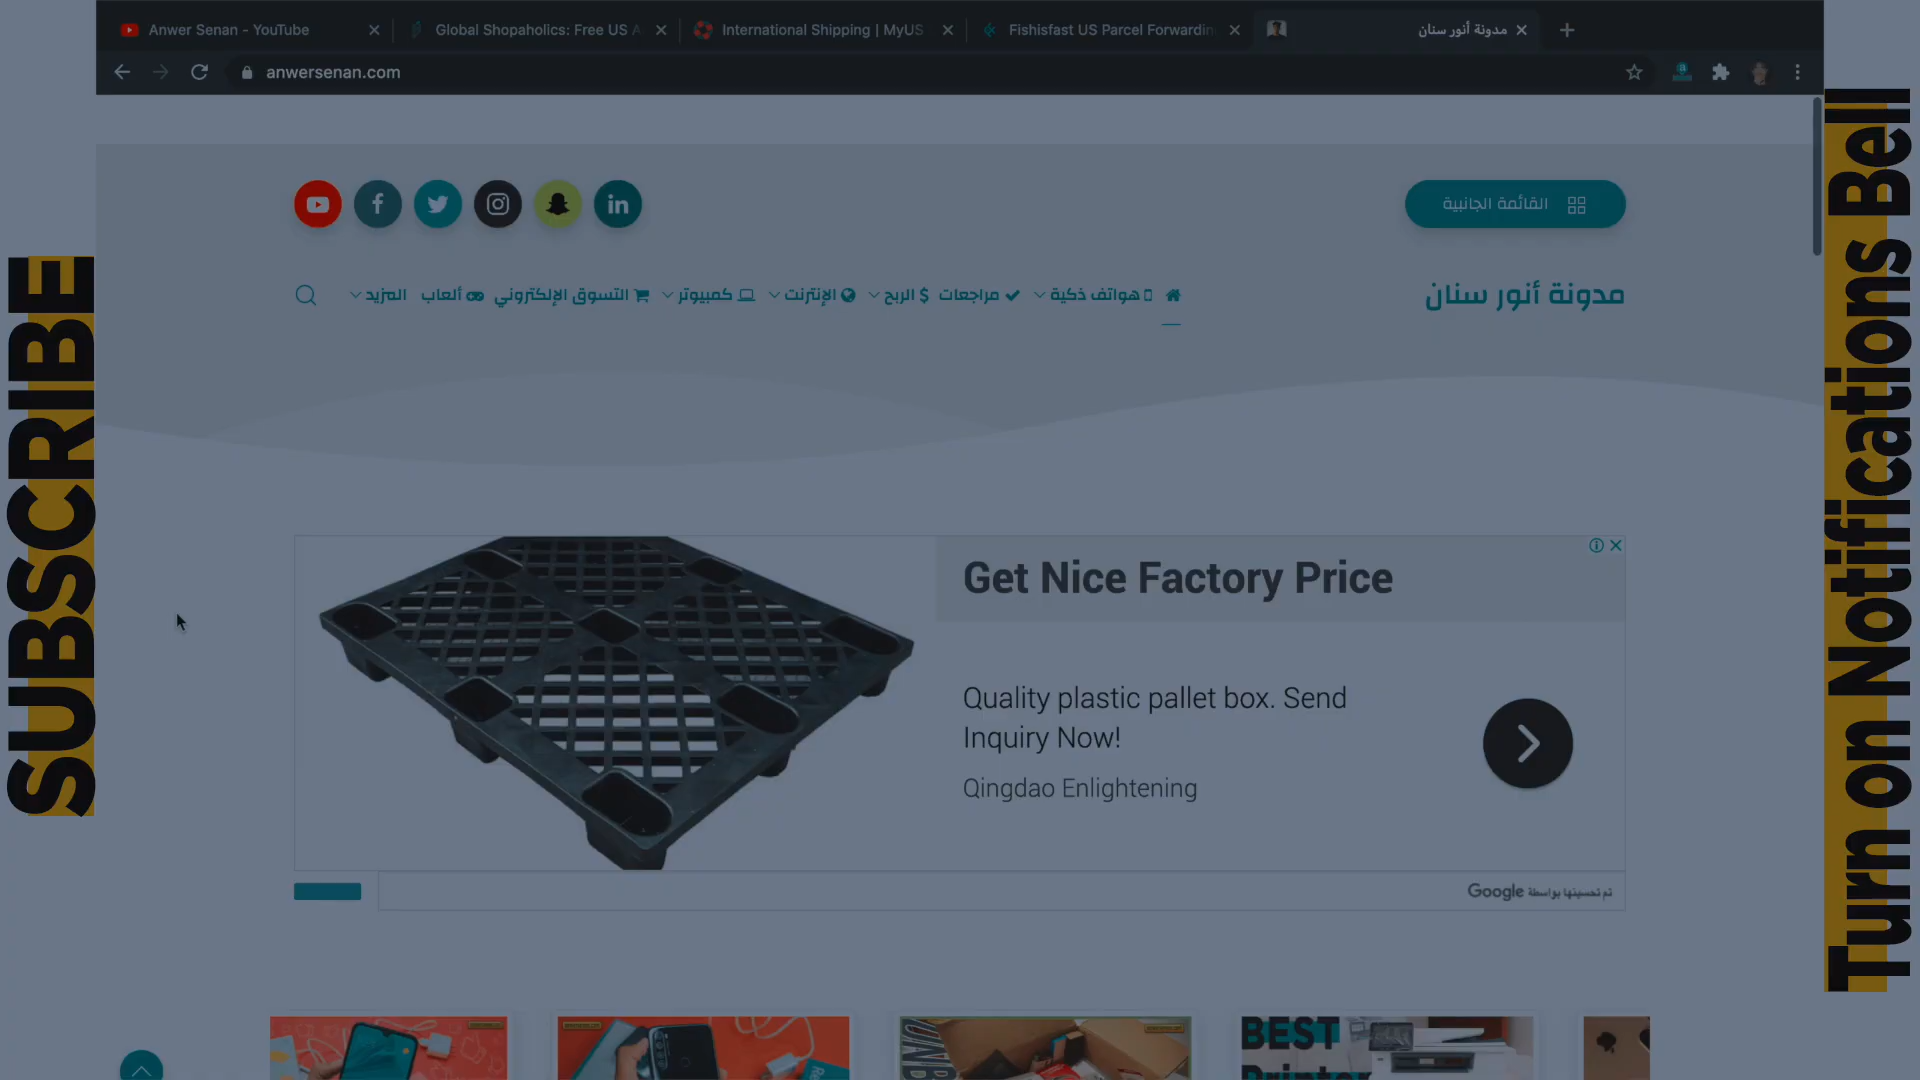 Anwer Senan - YouTube
Global Shopaholics: Free US A
International Shipping | MyUS
Fishisfast US Parcel Forwarding
مدونة أنور سنان
anwersenan.com
القائمة الجانبية
مدونة أنور سنان
هواتف ذكية
مراجعات
الربح
الإنترنت
كمبيوتر
التسوق الإلكتروني
ألعاب
المزيد
Get Nice Factory Price
Quality plastic pallet box. Send
Inquiry Now!
Qingdao Enlightening
تم تحسينها بواسطة Google
BEST
SUBSCRIBE
Turn on Notifications Bell